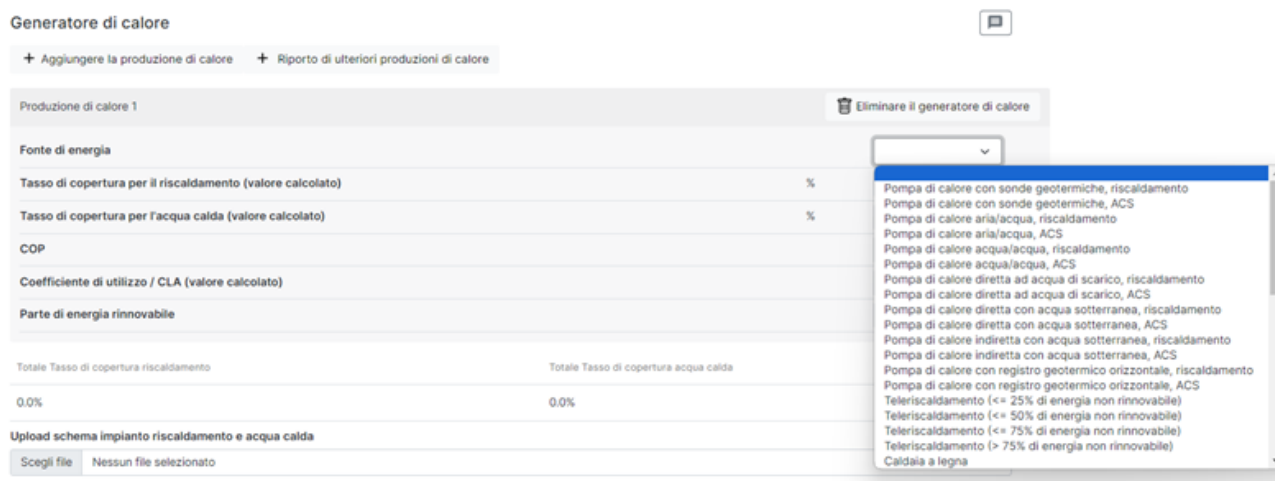 Generatore di calore
+ Aggiungere la produzione di calore + Riporto di ulteriori produzioni di calore
Produzione di calore 1 Eliminare il generatore di calore
Fonte di energia
Tasso di copertura per il riscaldamento (valore calcolato) %
Tasso di copertura per l'acqua calda (valore calcolato) %
COP
Coefficiente di utilizzo / CLA (valore calcolato)
Parte di energia rinnovabile
Pompa di calore con sonde geotermiche, riscaldamento
Pompa di calore con sonde geotermiche, ACS
Pompa di calore aria/acqua, riscaldamento
Pompa di calore aria/acqua, ACS
Pompa di calore acqua/acqua, riscaldamento
Pompa di calore acqua/acqua, ACS
Pompa di calore diretta ad acqua di scarico, riscaldamento
Pompa di calore diretta ad acqua di scarico, ACS
Pompa di calore diretta con acqua sotterranea, riscaldamento
Pompa di calore diretta con acqua sotterranea, ACS
Pompa di calore indiretta con acqua sotterranea, riscaldamento
Pompa di calore indiretta con acqua sotterranea, ACS
Pompa di calore con registro geotermico orizzontale, riscaldamento
Pompa di calore con registro geotermico orizzontale, ACS
Teleriscaldamento (<= 25% di energia non rinnovabile)
Teleriscaldamento (<= 50% di energia non rinnovabile)
Teleriscaldamento (<= 75% di energia non rinnovabile)
Teleriscaldamento (> 75% di energia non rinnovabile)
Caldaia a legna
Totale Tasso di copertura riscaldamento Totale Tasso di copertura acqua calda
0.0% 0.0%
Upload schema impianto riscaldamento e acqua calda
Scegli file Nessun file selezionato